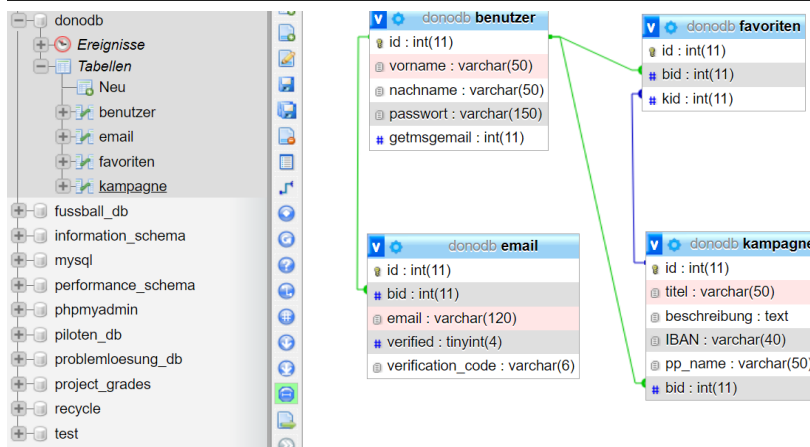 donodb
Ereignisse
Tabellen
Neu
benutzer
email
favoriten
kampagne
fussball_db
information_schema
mysql
performance_schema
phpmyadmin
piloten_db
problemloesung_db
project_grades
recycle
test
v donodb benutzer
id : int(11)
vorname : varchar(50)
nachname : varchar(50)
passwort : varchar(150)
# getmsgemail : int(11)
v donodb favoriten
id : int(11)
# bid : int(11)
# kid : int(11)
v donodb email
id : int(11)
# bid : int(11)
email : varchar(120)
# verified : tinyint(4)
verification_code : varchar(6)
v donodb kampagne
id : int(11)
titel : varchar(50)
beschreibung : text
IBAN : varchar(40)
pp_name : varchar(50)
# bid : int(11)